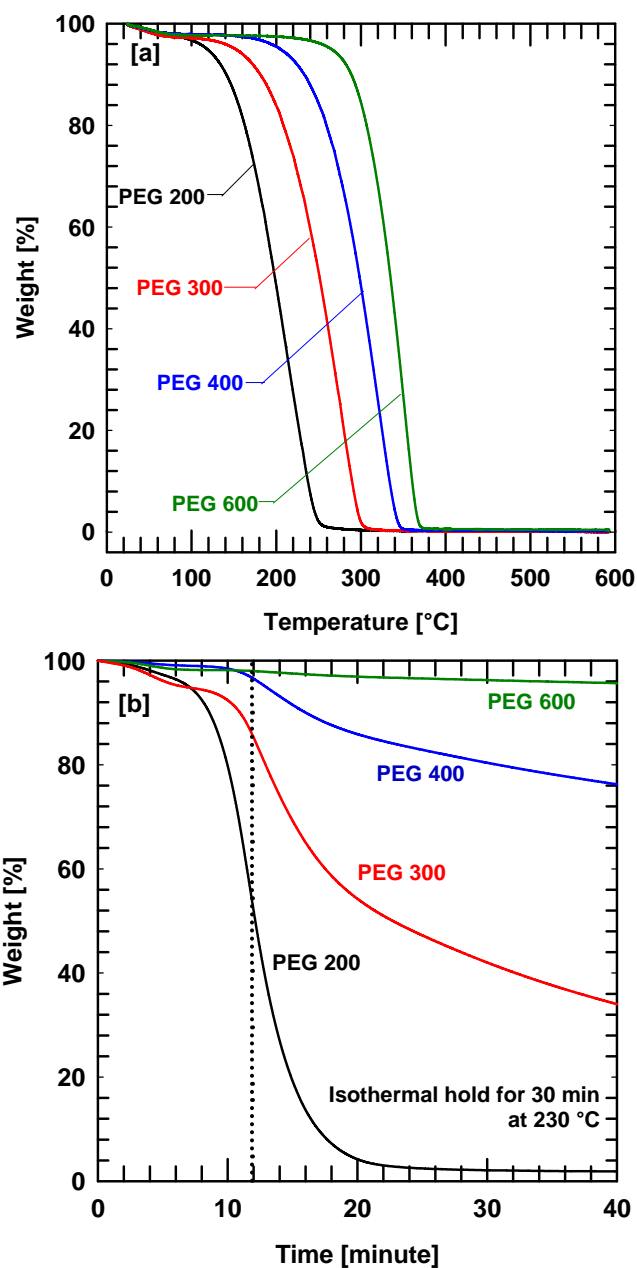 100
[a]
80
PEG 200
60
PEG 300
40
PEG 400
20
PEG 600
0
Weight [%]
0 100 200 300 400 500 600
Temperature [°C]
100
[b]
PEG 600
80
PEG 400
60
PEG 300
40
PEG 200
20
Isothermal hold for 30 min
at 230 °C
0
Weight [%]
0 10 20 30 40
Time [minute]